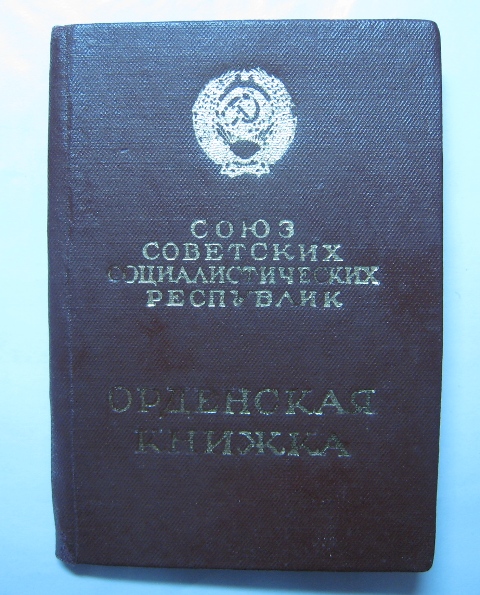 СОЮЗ
СОВЕТСКИХ
СОЦИАЛИСТИЧЕСКИХ
РЕСПУБЛИК
ОРДЕНСКАЯ
КНИЖКА